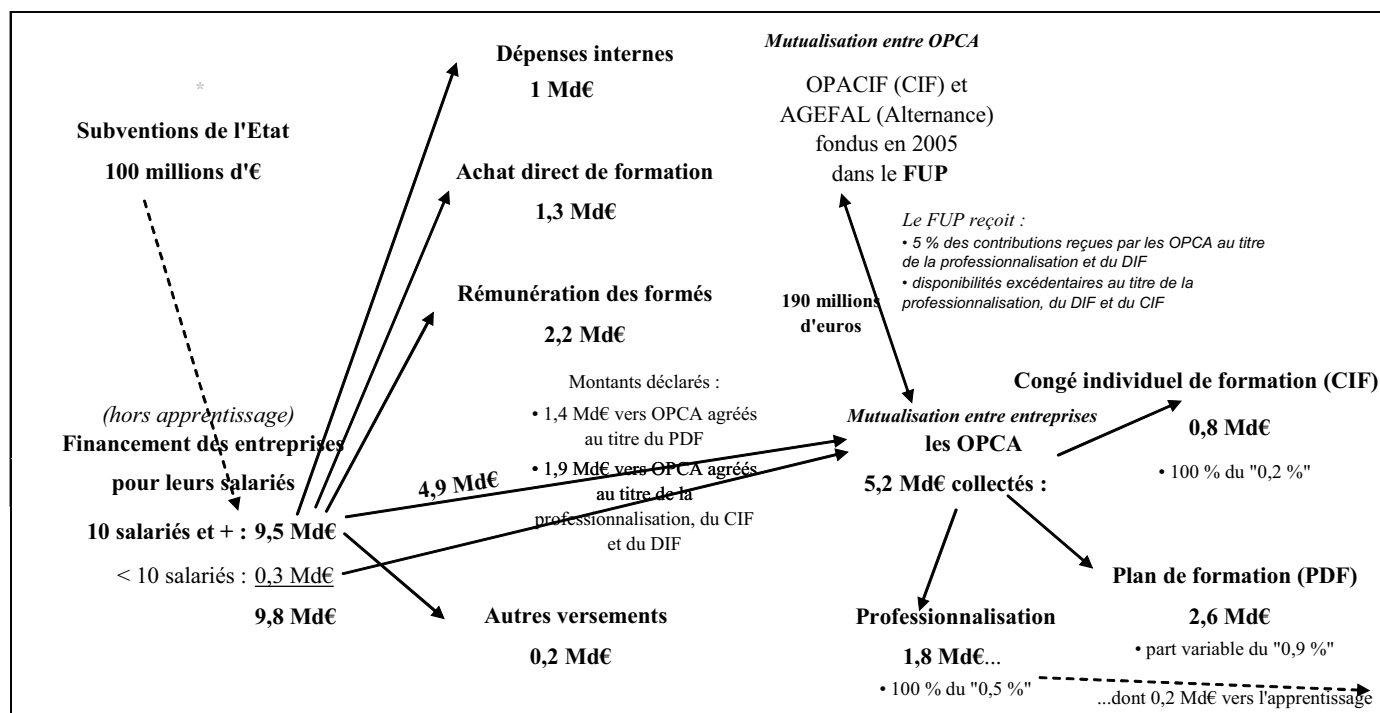 Dépenses internes
1 Md€
*
Subventions de l'Etat
100 millions d'€
Achat direct de formation
1,3 Md€
Rémunération des formés
2,2 Md€
Mutualisation entre OPCA
OPACIF (CIF) et
AGEFAL (Alternance)
fondus en 2005
dans le FUP
Le FUP reçoit :
• 5 % des contributions reçues par les OPCA au titre
de la professionnalisation et du DIF
• disponibilités excédentaires au titre de la
professionnalisation, du DIF et du CIF
190 millions
d'euros
Montants déclarés :
• 1,4 Md€ vers OPCA agréés
au titre du PDF
• 1,9 Md€ vers OPCA agréés
au titre de la
professionnalisation, du CIF
et du DIF
(hors apprentissage)
Financement des entreprises
pour leurs salariés
10 salariés et + : 9,5 Md€
< 10 salariés : 0,3 Md€
9,8 Md€
4,9 Md€
Autres versements
0,2 Md€
Mutualisation entre entreprises
les OPCA
5,2 Md€ collectés :
Congé individuel de formation (CIF)
0,8 Md€
• 100 % du "0,2 %"
Plan de formation (PDF)
2,6 Md€
• part variable du "0,9 %"
Professionnalisation
1,8 Md€...
• 100 % du "0,5 %"
...dont 0,2 Md€ vers l'apprentissage